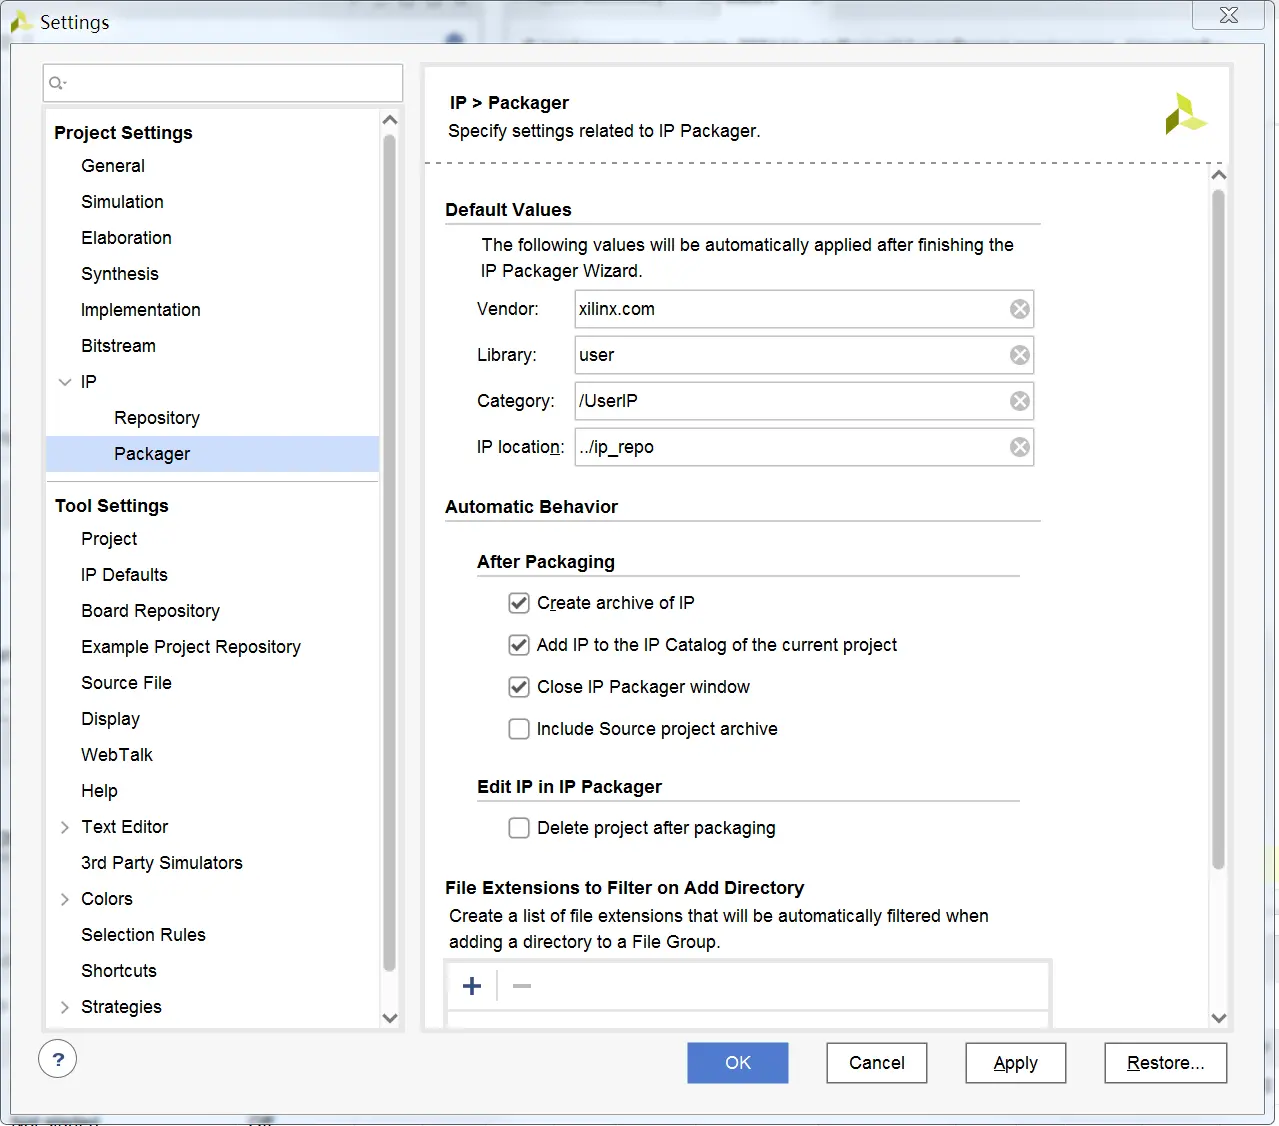 Settings
Project Settings
General
Simulation
Elaboration
Synthesis
Implementation
Bitstream
IP
Repository
Packager
Tool Settings
Project
IP Defaults
Board Repository
Example Project Repository
Source File
Display
WebTalk
Help
Text Editor
3rd Party Simulators
Colors
Selection Rules
Shortcuts
Strategies
IP > Packager
Specify settings related to IP Packager.
Default Values
The following values will be automatically applied after finishing the
IP Packager Wizard.
Vendor: xilinx.com
Library: user
Category: /UserIP
IP location: ../ip_repo
Automatic Behavior
After Packaging
Create archive of IP
Add IP to the IP Catalog of the current project
Close IP Packager window
Include Source project archive
Edit IP in IP Packager
Delete project after packaging
File Extensions to Filter on Add Directory
Create a list of file extensions that will be automatically filtered when
adding a directory to a File Group.
?
OK Cancel Apply Restore...